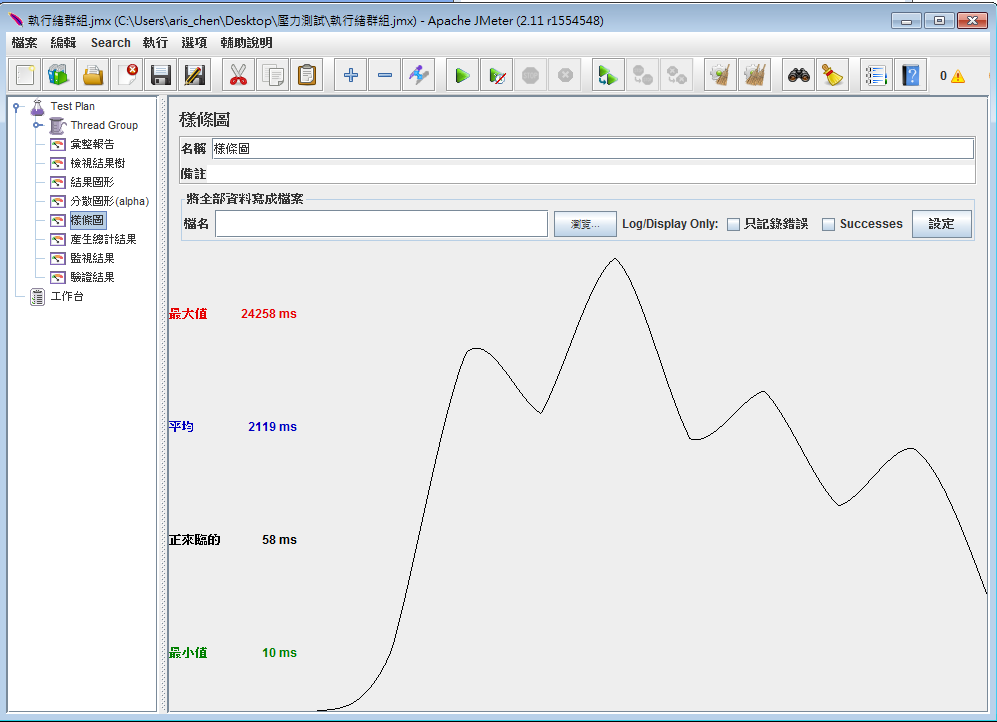 執行緒群組.jmx (C:\Users\aris_chen\Desktop\壓力測試\執行緒群組.jmx) - Apache JMeter (2.11 r1554548)
檔案 編輯 Search 執行 選項 輔助說明
0
Test Plan
Thread Group
彙整報告
檢視結果樹
結果圖形
分散圖形(alpha)
樣條圖
產生總計結果
監視結果
驗證結果
工作台
樣條圖
名稱 樣條圖
備註
將全部資料寫成檔案
檔名 瀏覽... Log/Display Only: 只記錄錯誤 Successes 設定
最大值 24258 ms
平均 2119 ms
正來臨的 58 ms
最小值 10 ms